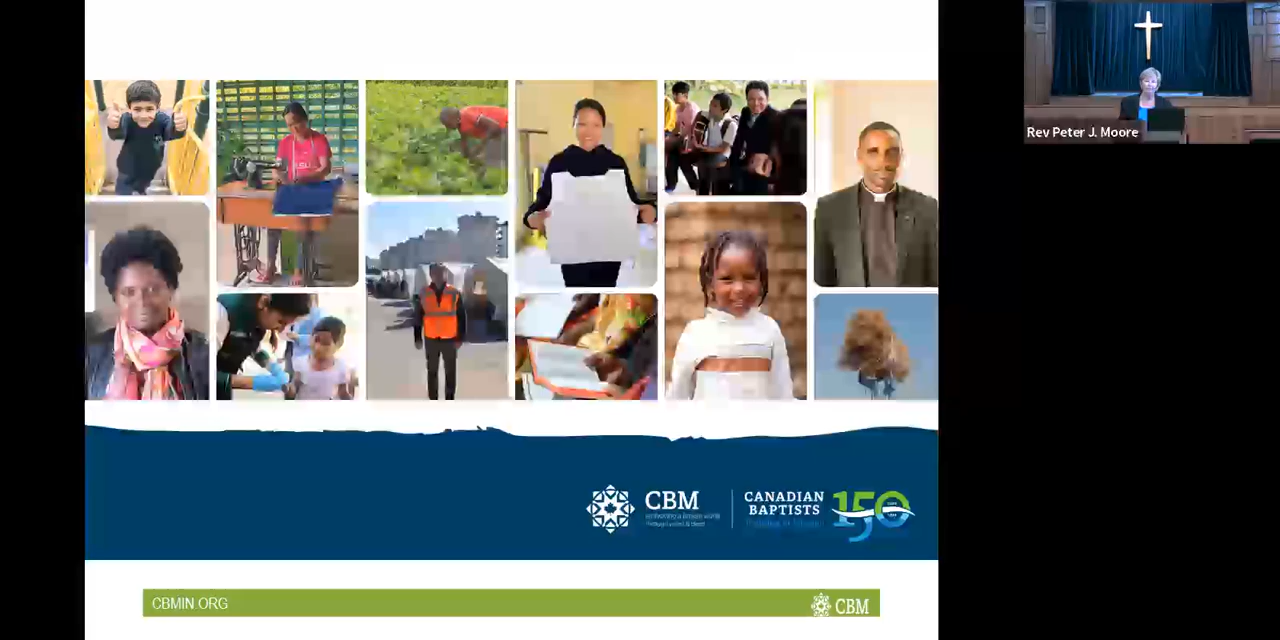 Rev Peter J. Moore
CBM
CANADIAN
BAPTISTS
150
CBMIN.ORG
CBM